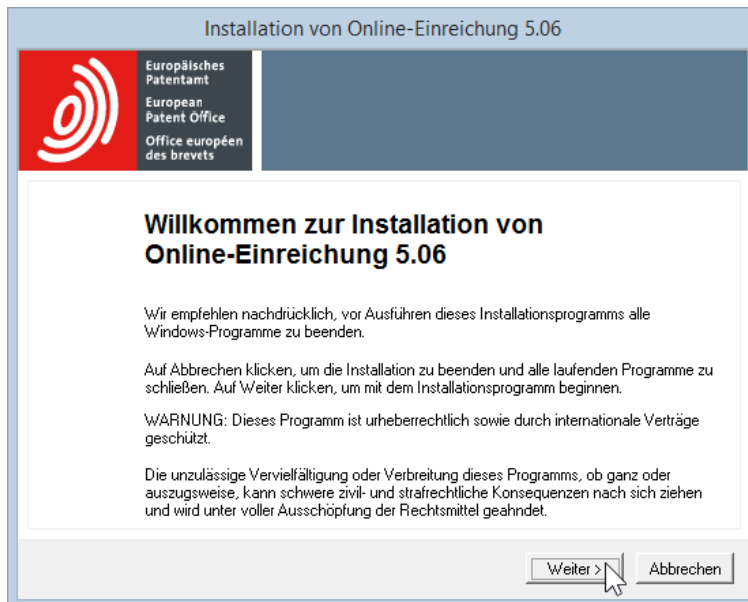 Installation von Online-Einreichung 5.06
Europäisches
Patentamt
European
Patent Office
Office européen
des brevets
Willkommen zur Installation von
Online-Einreichung 5.06
Wir empfehlen nachdrücklich, vor Ausführen dieses Installationsprogramms alle
Windows-Programme zu beenden.
Auf Abbrechen klicken, um die Installation zu beenden und alle laufenden Programme zu
schließen. Auf Weiter klicken, um mit dem Installationsprogramm beginnen.
WARNUNG: Dieses Programm ist urheberrechtlich sowie durch internationale Verträge
geschützt.
Die unzulässige Vervielfältigung oder Verbreitung dieses Programms, ob ganz oder
auszugsweise, kann schwere zivil- und strafrechtliche Konsequenzen nach sich ziehen
und wird unter voller Ausschöpfung der Rechtsmittel geahndet.
Weiter >
Abbrechen